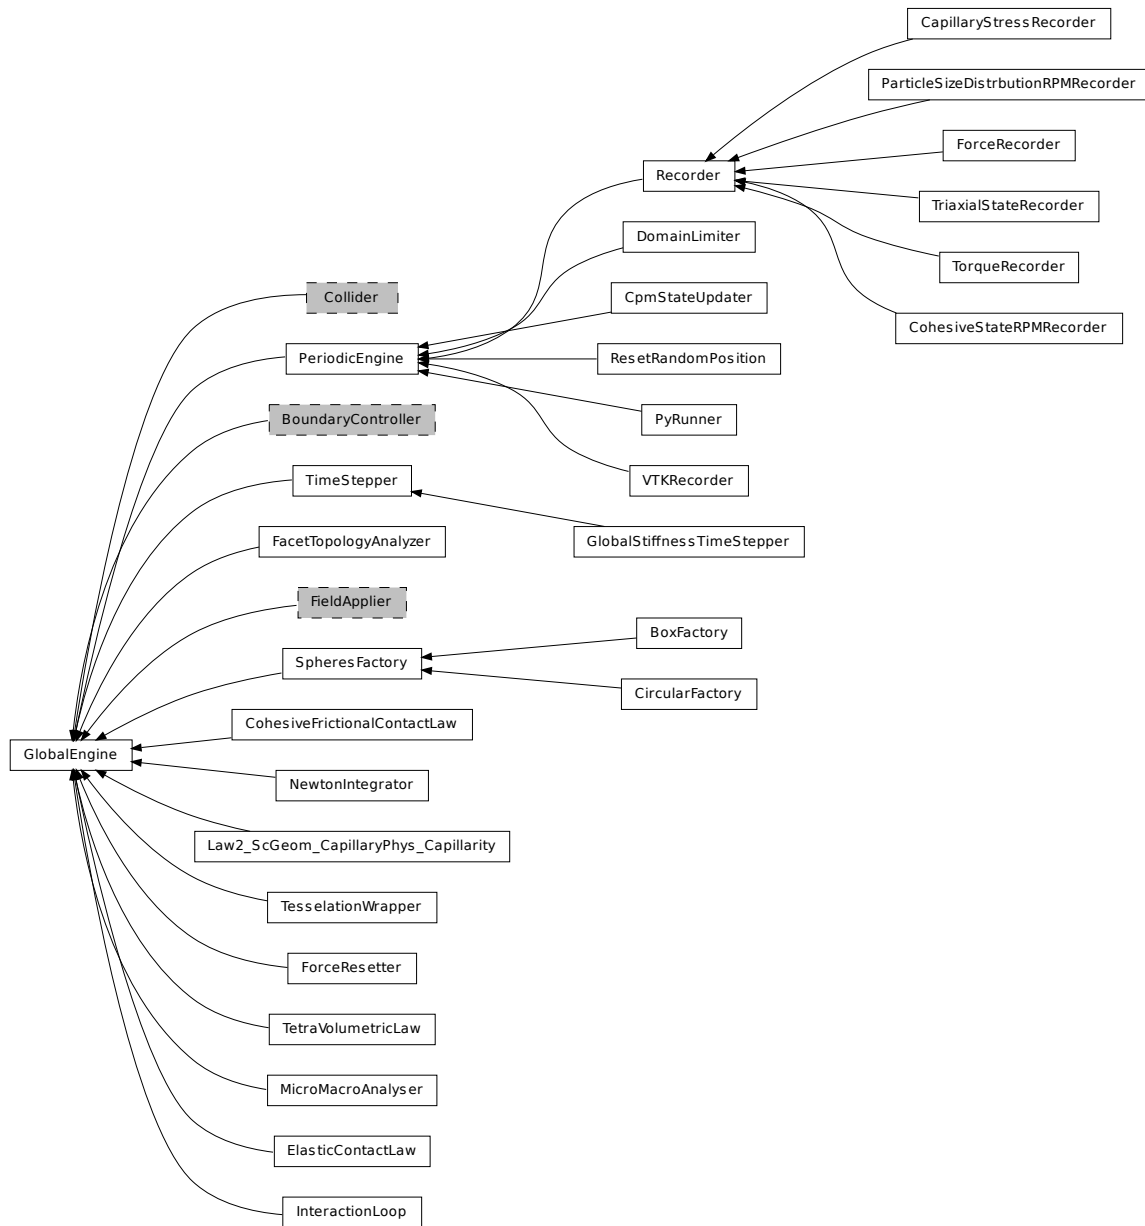 CapillaryStressRecorder
ParticleSizeDistrbutionRPMRecorder
ForceRecorder
Recorder
TriaxialStateRecorder
DomainLimiter
TorqueRecorder
Collider
CpmStateUpdater
CohesiveStateRPMRecorder
PeriodicEngine
ResetRandomPosition
BoundaryController
PyRunner
TimeStepper
VTKRecorder
FacetTopologyAnalyzer
GlobalStiffnessTimeStepper
FieldApplier
BoxFactory
SpheresFactory
CircularFactory
CohesiveFrictionalContactLaw
GlobalEngine
NewtonIntegrator
Law2_ScGeom_CapillaryPhys_Capillarity
TesselationWrapper
ForceResetter
TetraVolumetricLaw
MicroMacroAnalyser
ElasticContactLaw
InteractionLoop